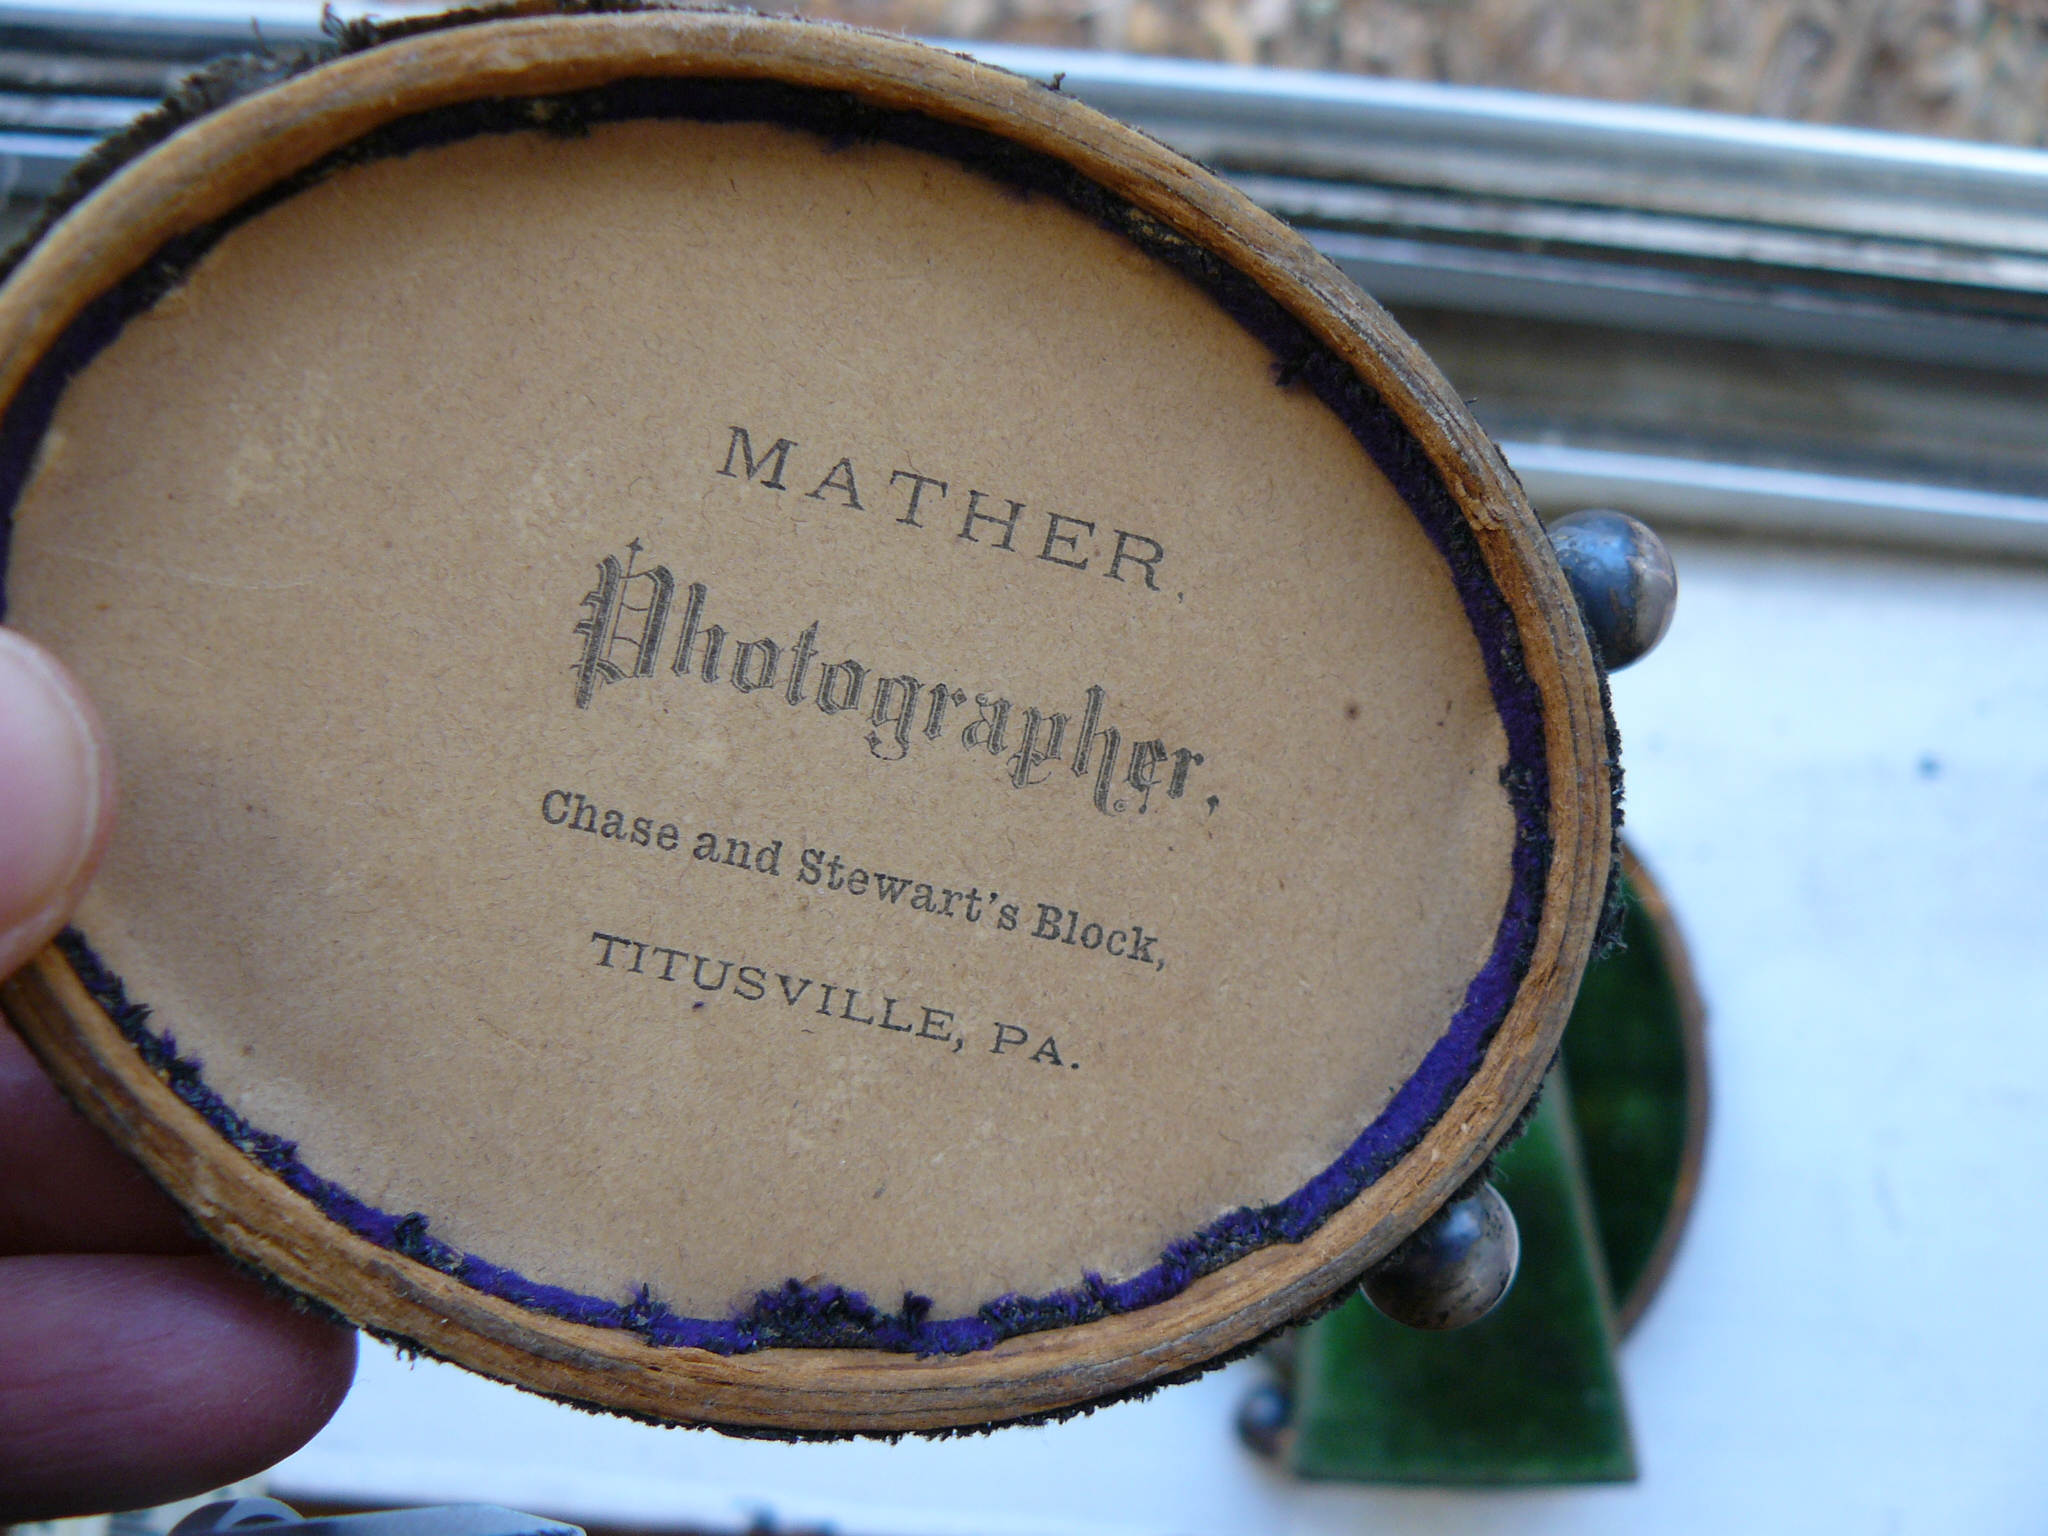 MATHER,
Photographer,
Chase and Stewart's Block,
TITUSVILLE, PA.